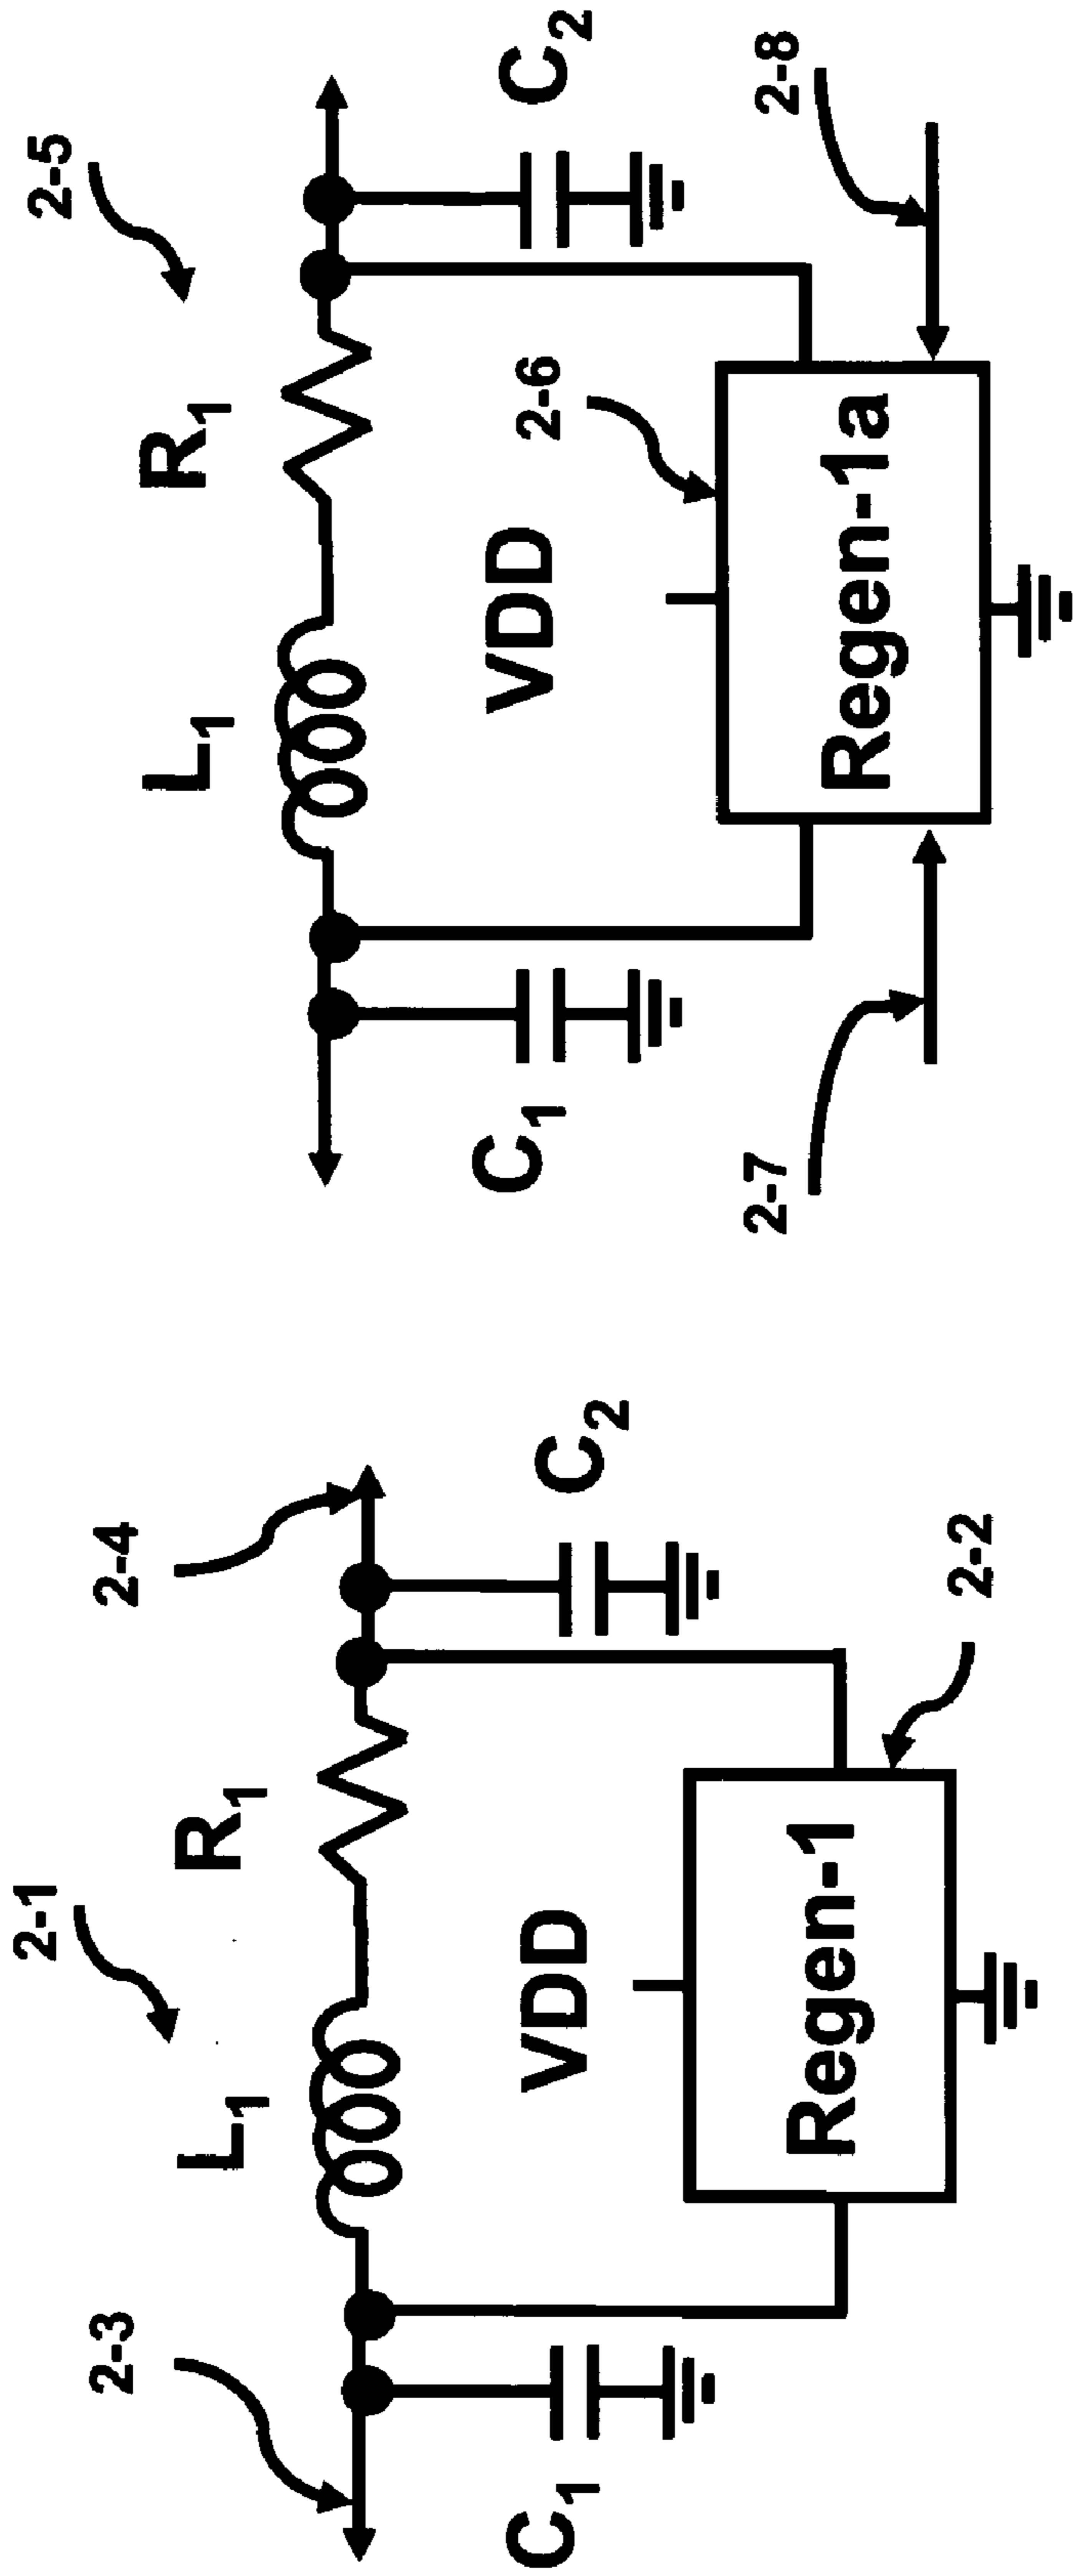 2-1
2-3
2-4
L1
R1
VDD
C1
C2
Regen-1
2-2
2-5
L1
R1
VDD
2-6
C1
C2
Regen-1a
2-7
2-8